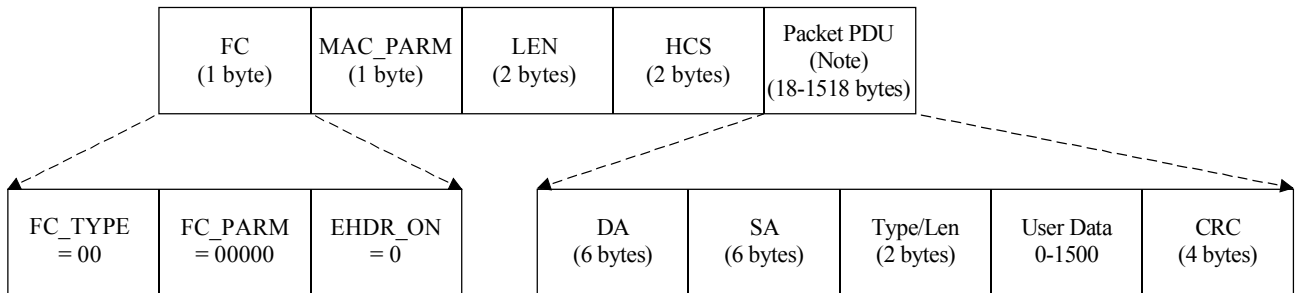 FC
(1 byte)
MAC_PARM
(1 byte)
LEN
(2 bytes)
HCS
(2 bytes)
Packet PDU
(Note)
(18-1518 bytes)
FC_TYPE
= 00
FC_PARM
= 00000
EHDR_ON
= 0
DA
(6 bytes)
SA
(6 bytes)
Type/Len
(2 bytes)
User Data
0-1500
CRC
(4 bytes)